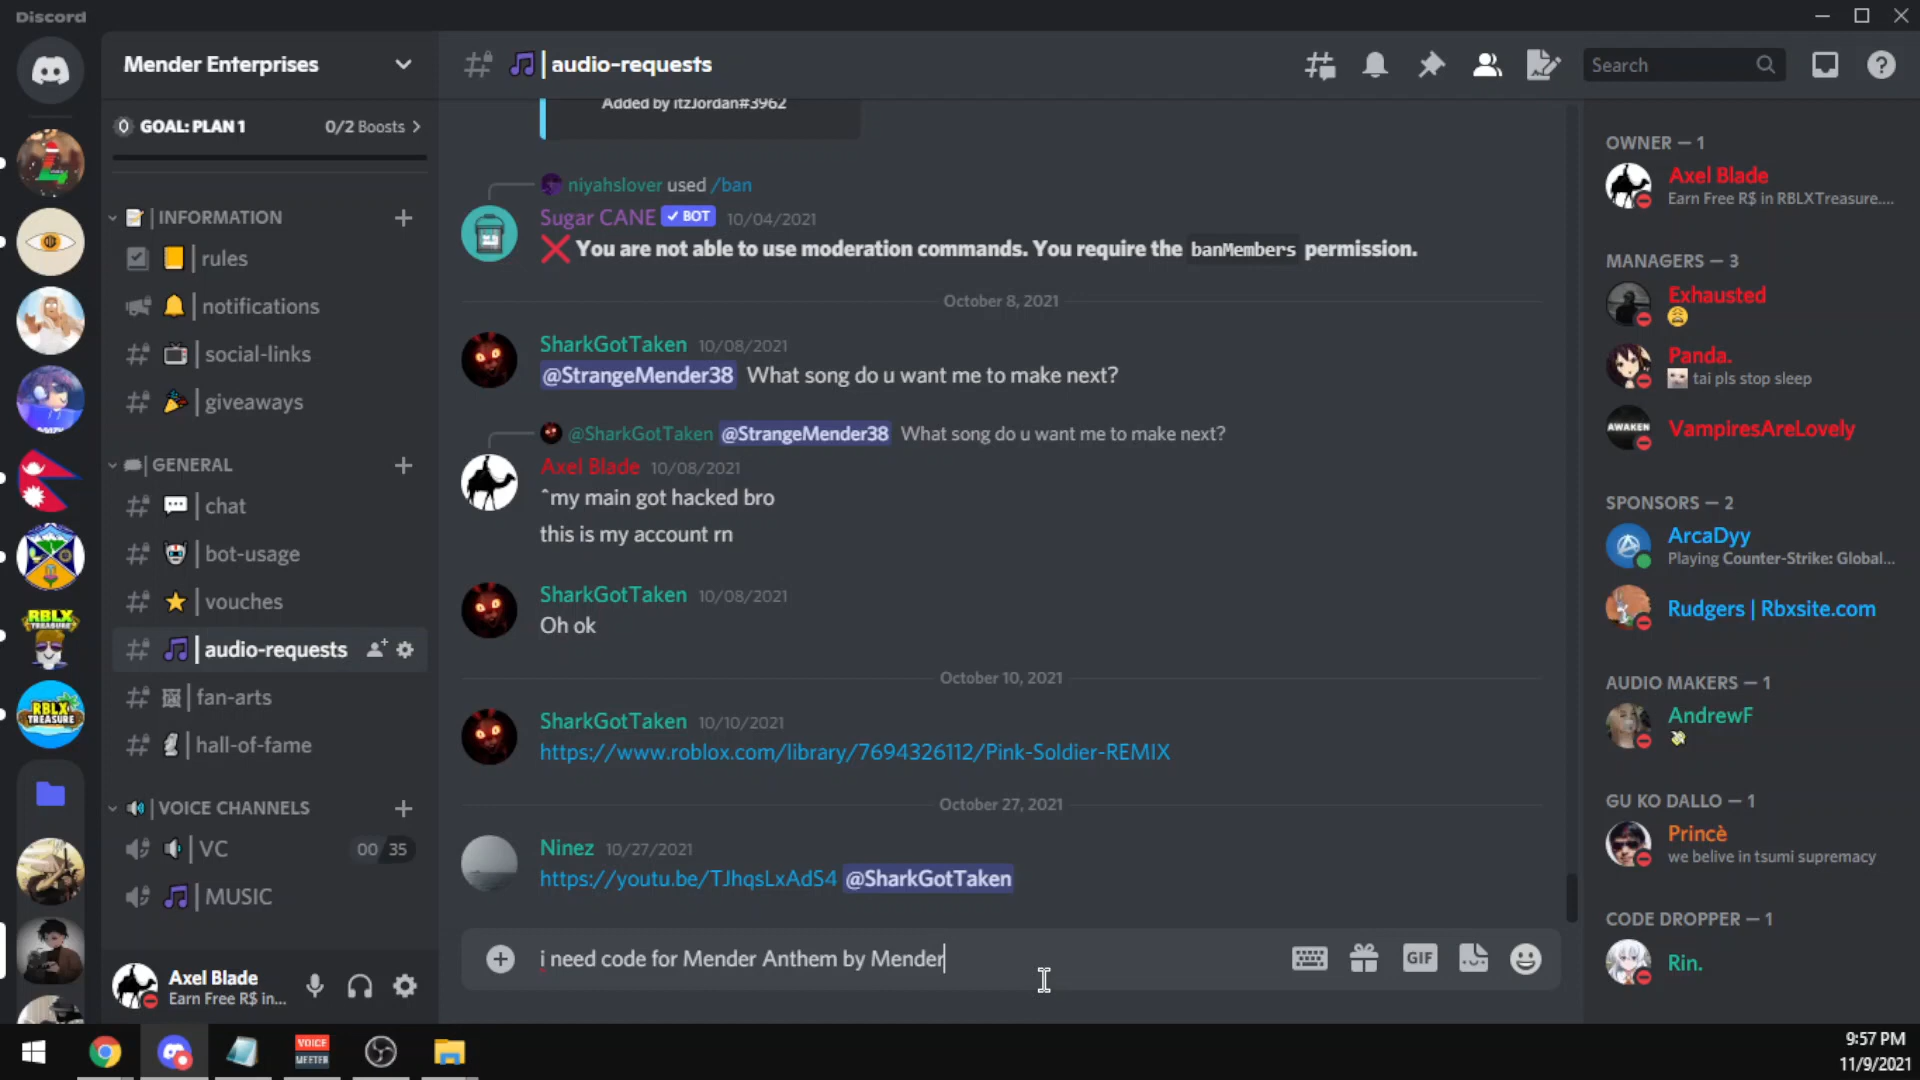 Discord
Mender Enterprises
GOAL: PLAN 1
0/2 Boosts
INFORMATION
rules
notifications
social-links
giveaways
GENERAL
chat
bot-usage
vouches
audio-requests
fan-arts
hall-of-fame
VOICE CHANNELS
VC
00 35
MUSIC
Axel Blade
Earn Free R$ in...
audio-requests
Search
Added by itzJordan#3962
niyahslover used /ban
Sugar CANE BOT 10/04/2021
You are not able to use moderation commands. You require the banMembers permission.
October 8, 2021
SharkGotTaken 10/08/2021
@StrangeMender38 What song do u want me to make next?
@SharkGotTaken @StrangeMender38 What song do u want me to make next?
Axel Blade 10/08/2021
^my main got hacked bro
this is my account rn
SharkGotTaken 10/08/2021
Oh ok
October 10, 2021
SharkGotTaken 10/10/2021
https://www.roblox.com/library/7694326112/Pink-Soldier-REMIX
October 27, 2021
Ninez 10/27/2021
https://youtu.be/TJhqsLxAdS4 @SharkGotTaken
i need code for Mender Anthem by Mender
GIF
OWNER — 1
Axel Blade
Earn Free R$ in RBLXTreasure....
MANAGERS — 3
Exhausted
Panda.
tai pls stop sleep
AWAKEN
VampiresAreLovely
SPONSORS — 2
ArcaDyy
Playing Counter-Strike: Global...
Rudgers | Rbxsite.com
AUDIO MAKERS — 1
AndrewF
GU KO DALLO — 1
Princè
we belive in tsumi supremacy
CODE DROPPER — 1
Rin.
RBLX
TREASURE
RBLX
TREASURE
VOICE
MEETER
9:57 PM
11/9/2021